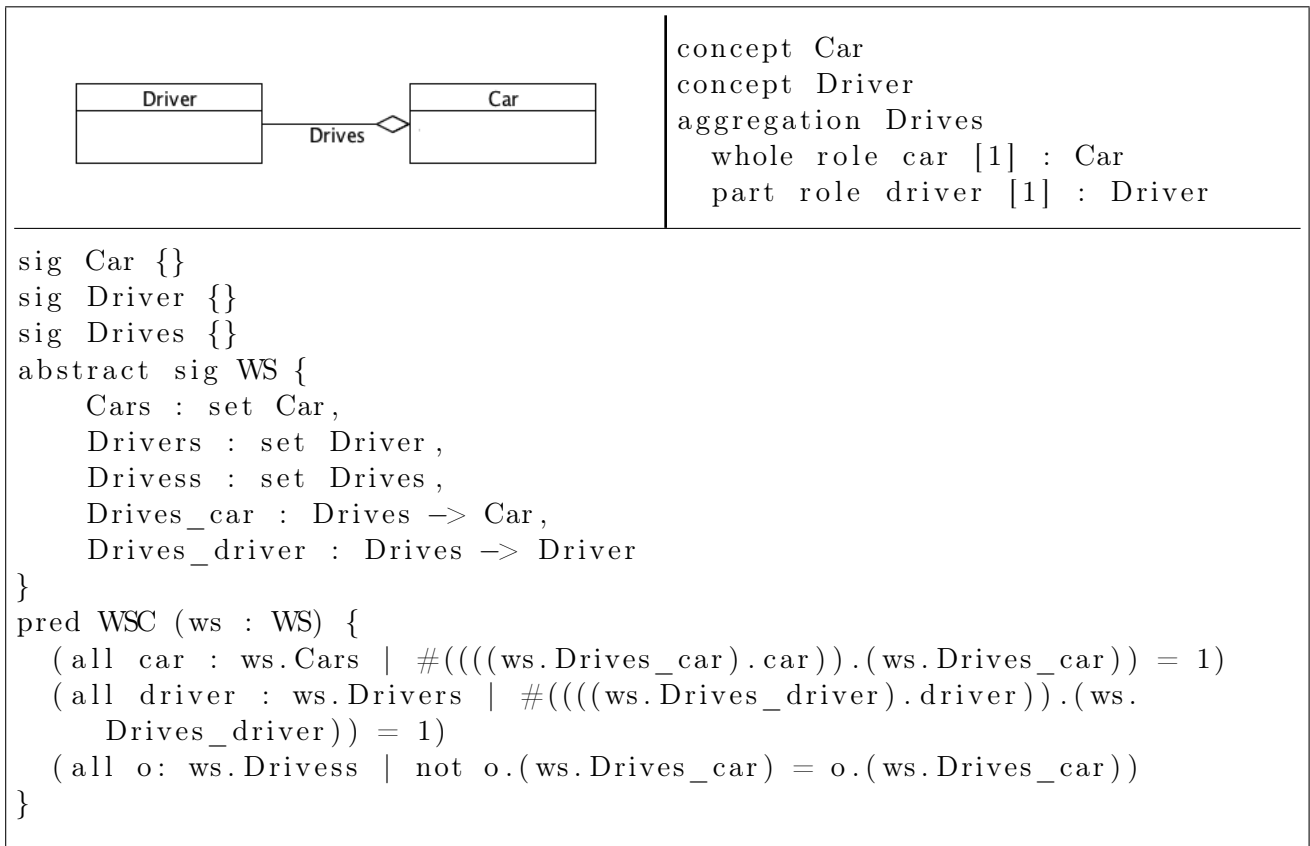 Driver
Car
Drives
concept Car
concept Driver
aggregation Drives
whole role car [1] : Car
part role driver [1] : Driver
sig Car {}
sig Driver {}
sig Drives {}
abstract sig WS {
Cars : set Car,
Drivers : set Driver,
Drivess : set Drives,
Drives_car : Drives −> Car,
Drives_driver : Drives −> Driver
}
pred WSC (ws : WS) {
(all car : ws.Cars | #((((ws.Drives_car).car)).(ws.Drives_car)) = 1)
(all driver : ws.Drivers | #((((ws.Drives_driver).driver)).(ws.
Drives_driver)) = 1)
(all o: ws.Drivess | not o.(ws.Drives_car) = o.(ws.Drives_car))
}